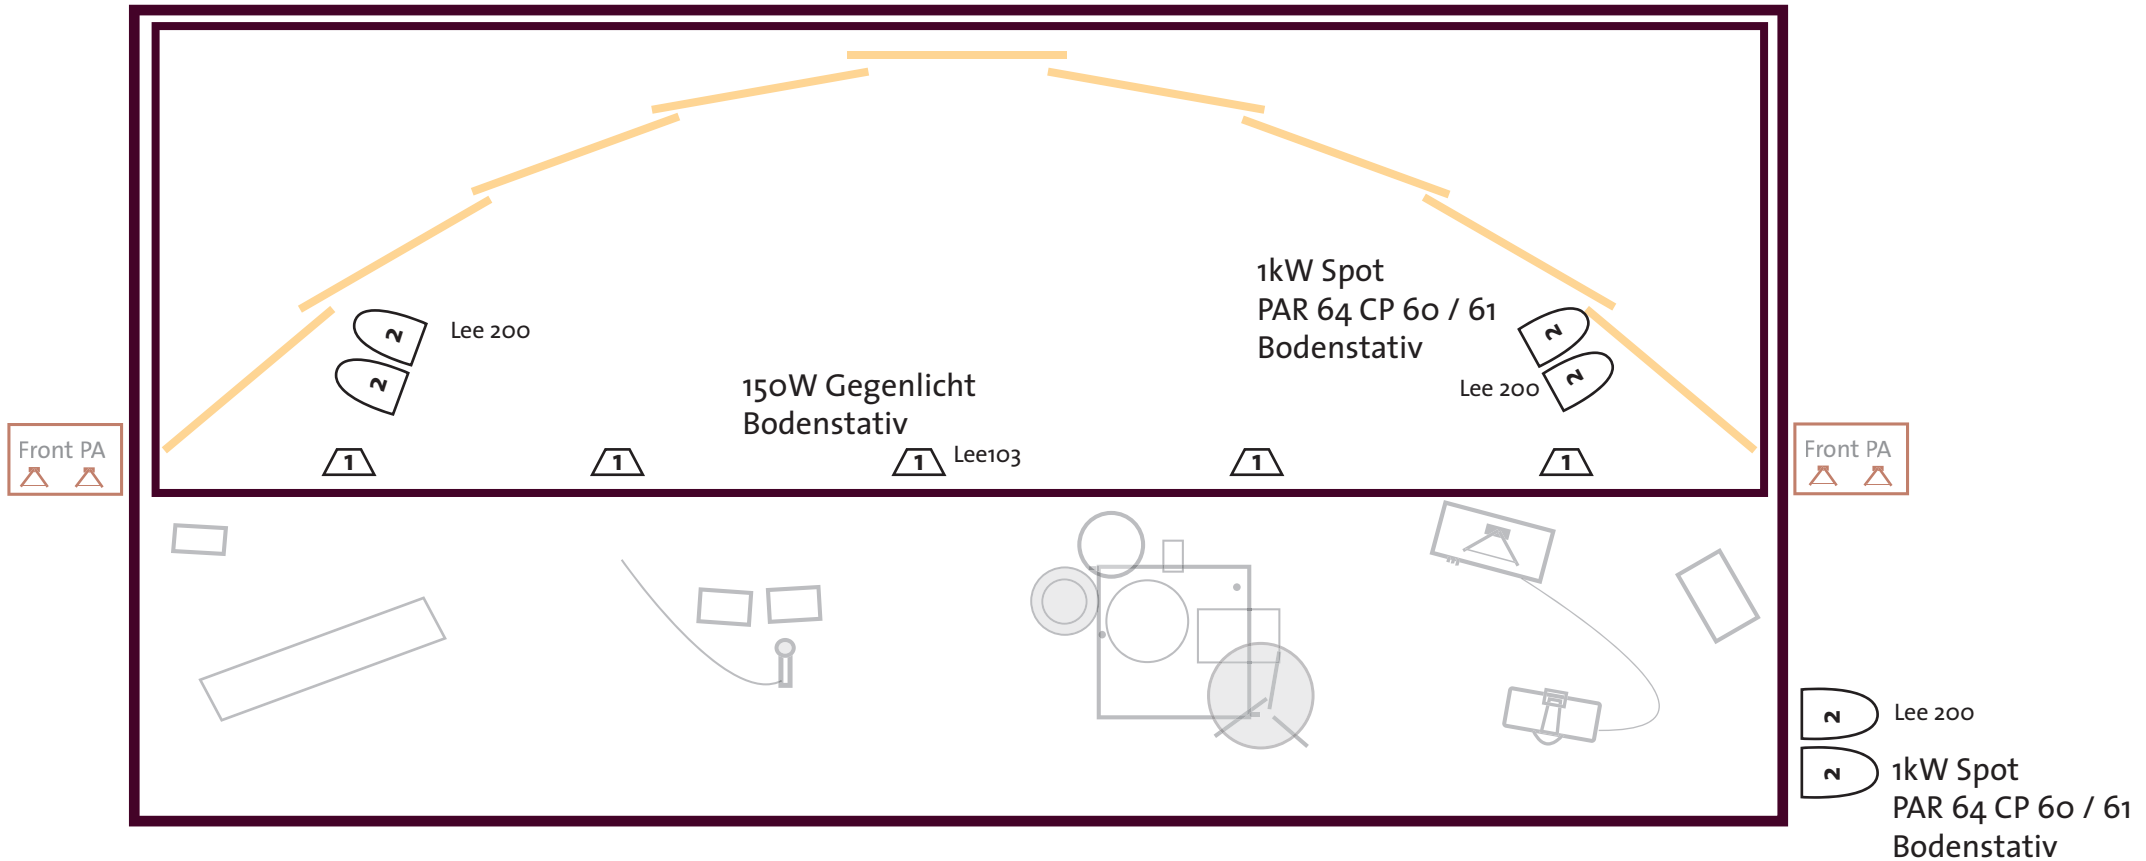 1kW Spot
PAR 64 CP 60 / 61
Bodenstativ
2
Lee 200
2
2
2
Lee 200
150W Gegenlicht
Bodenstativ
Front PA
1
1
1
Lee103
1
1
Front PA
2
Lee 200
2
1kW Spot
PAR 64 CP 60 / 61
Bodenstativ